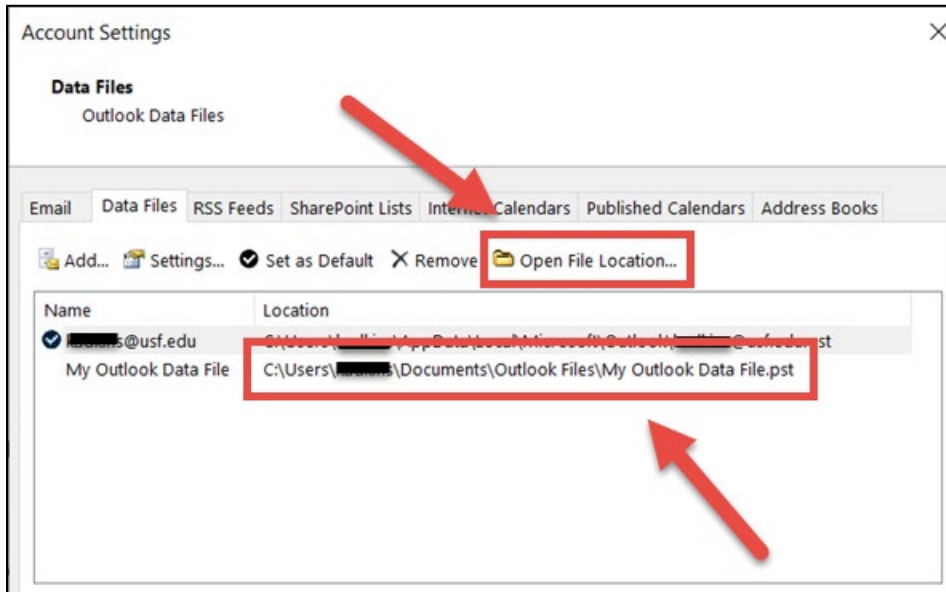 Account Settings
Data Files
Outlook Data Files
Email Data Files RSS Feeds SharePoint Lists Internet Calendars Published Calendars Address Books
Add... Settings... Set as Default Remove Open File Location...
Name Location
@usf.edu
My Outlook Data File C:\Users\ \Documents\Outlook Files\My Outlook Data File.pst